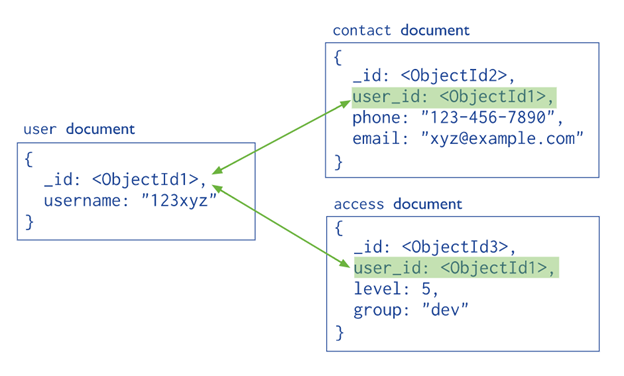 contact document
{
_id: <ObjectId2>,
user_id: <ObjectId1>,
phone: "123-456-7890",
email: "xyz@example.com"
}
user document
{
_id: <ObjectId1>,
username: "123xyz"
}
access document
{
_id: <ObjectId3>,
user_id: <ObjectId1>,
level: 5,
group: "dev"
}